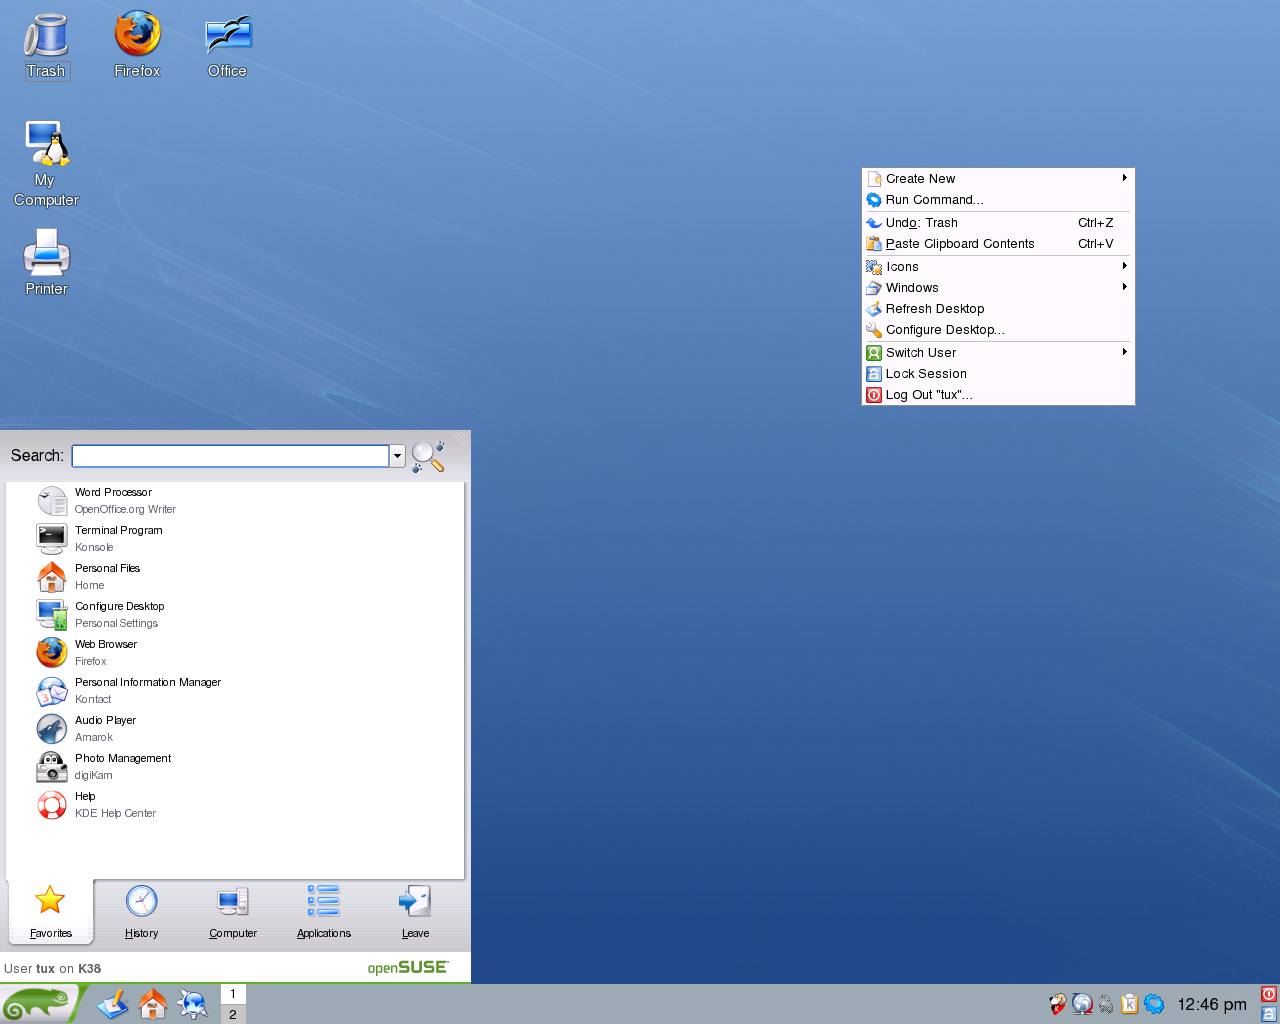 Trash
Firefox
Office
My
Computer
Printer
Create New
Run Command...
Undo: Trash Ctrl+Z
Paste Clipboard Contents Ctrl+V
Icons
Windows
Refresh Desktop
Configure Desktop...
Switch User
Lock Session
Log Out "tux"...
Search:
Word Processor
OpenOffice.org Writer
Terminal Program
Konsole
Personal Files
Home
Configure Desktop
Personal Settings
Web Browser
Firefox
Personal Information Manager
Kontact
Audio Player
Amarok
Photo Management
digiKam
Help
KDE Help Center
Favorites History Computer Applications Leave
User tux on K38 openSUSE
1
2
12:46 pm